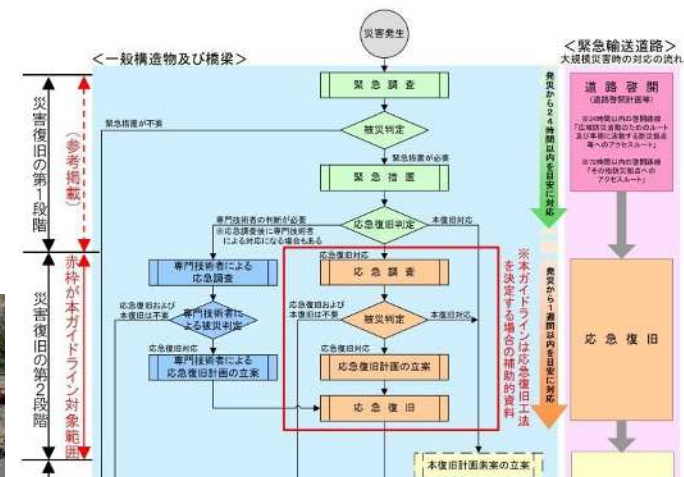 災害発生
＜一般構造物及び橋梁＞
＜緊急輸送道路＞
大規模災害時の対応の流れ
災害復旧の第1段階
（参考掲載）
緊急調査
緊急措置が不要
被災判定
緊急措置が必要
緊急措置
専門技術者の判断が必要
※応急調査後に専門技術者
による対応になる場合もある
応急復旧判定
本復旧対応
発災から24時間以内を目安に対応
道路啓開
（道路啓開計画等）
※24時間以内の啓開路線
「広域防災活動のためのルート
及び事前に活動する防災拠点
等へのアクセスルート」
※72時間以内の啓開路線
「その他防災拠点への
アクセスルート」
災害復旧の第2段階
赤枠が本ガイドライン対象範囲
専門技術者による
応急調査
応急復旧および
本復旧は不要
専門技術者に
よる被災判定
応急復旧対応
専門技術者による
応急復旧計画の立案
応急復旧対応
応急調査
応急復旧および
本復旧は不要
被災判定
本復旧対応
応急復旧対応
応急復旧計画の立案
応急復旧
※本ガイドラインは応急復旧工法
を決定する場合の補助的資料
発災から1週間以内を目安に対応
応急復旧
本復旧計画素案の立案